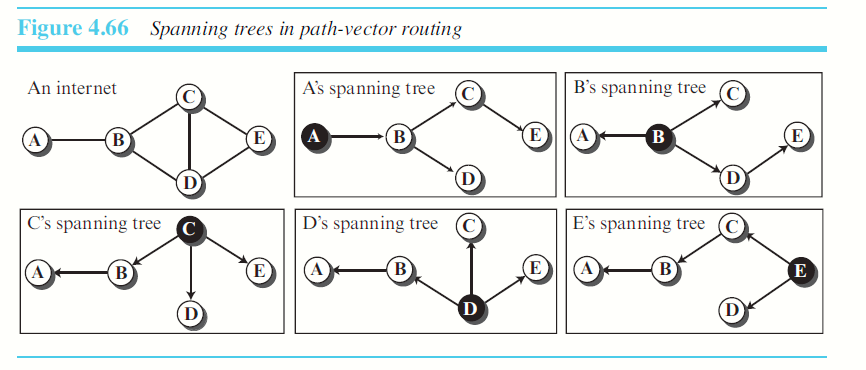 Figure 4.66 Spanning trees in path-vector routing
An internet
C
A
B
E
D
A's spanning tree
C
A
B
E
D
B's spanning tree
C
A
B
E
D
C's spanning tree
C
A
B
E
D
D's spanning tree
C
A
B
E
D
E's spanning tree
C
A
B
E
D